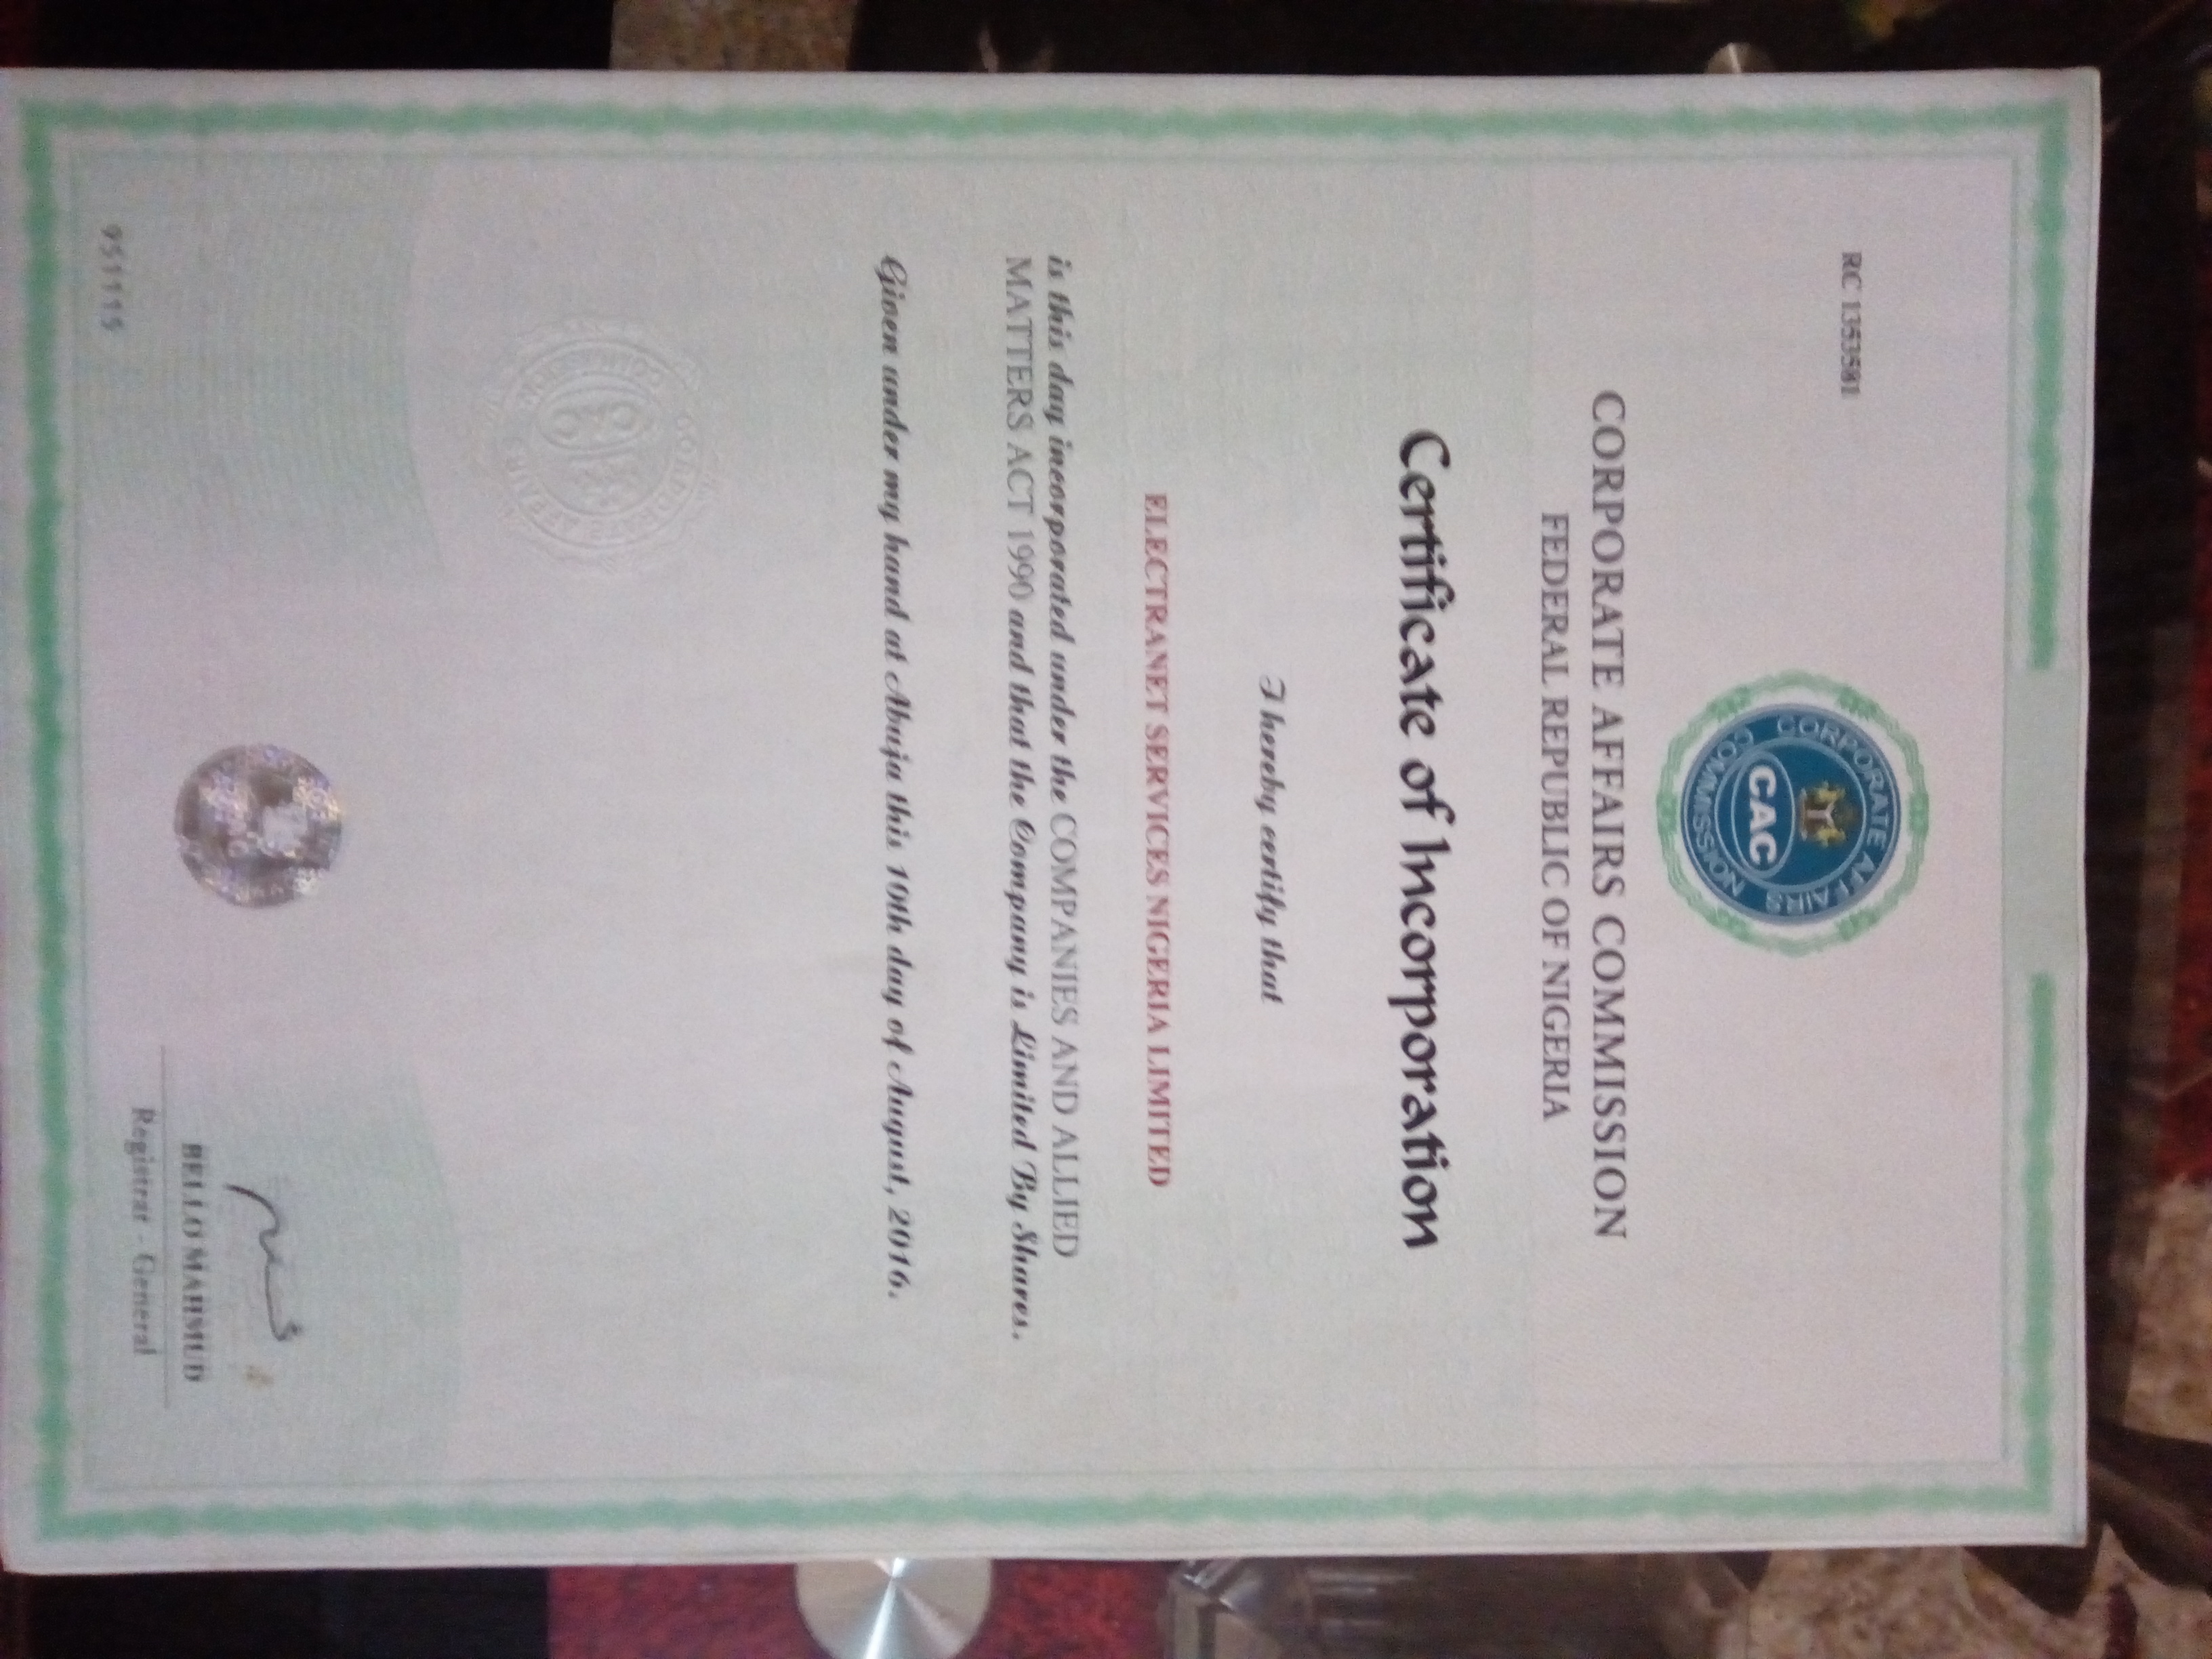 RC 1353501
CORPORATE AFFAIRS COMMISSION
CAC
CORPORATE AFFAIRS COMMISSION
FEDERAL REPUBLIC OF NIGERIA
Certificate of Incorporation
I hereby certify that
ELECTRANET SERVICES NIGERIA LIMITED
is this day incorporated under the COMPANIES AND ALLIED
MATTERS ACT 1990 and that the Company is Limited By Shares.
Given under my hand at Abuja this 10th day of August, 2016.
CORPORATE AFFAIRS COMMISSION
BELLO MAHMUD
Registrar - General
951115